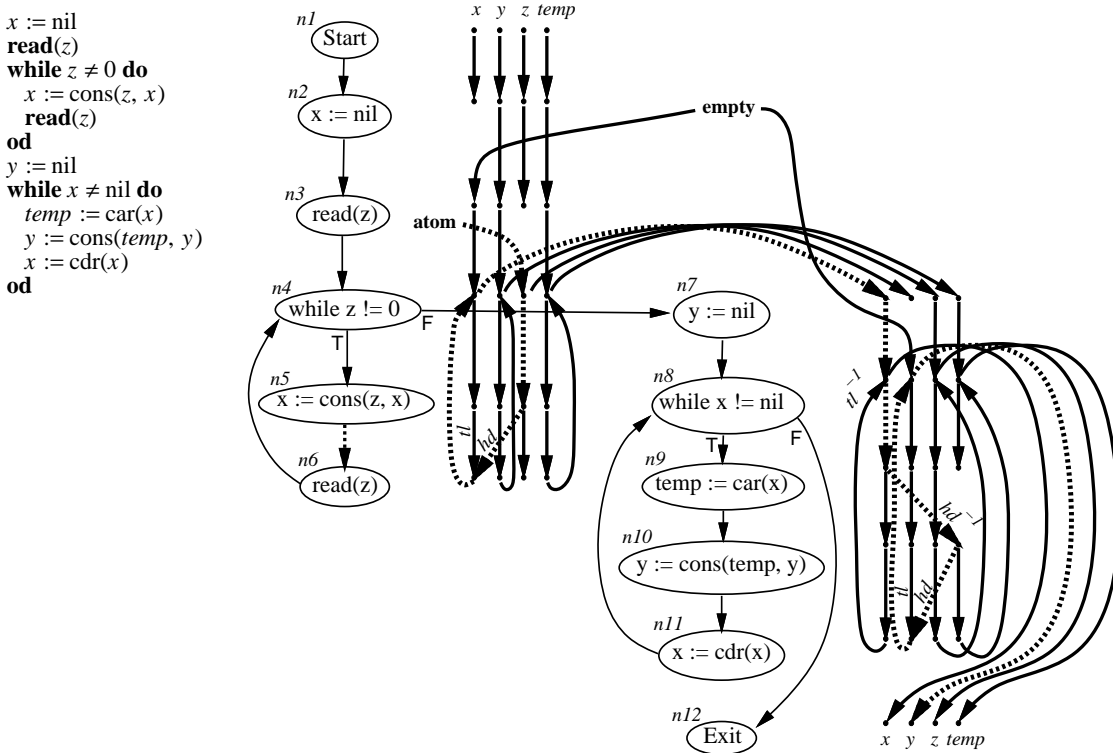 x := nil
read(z)
while z ≠ 0 do
x := cons(z, x)
read(z)
od
y := nil
while x ≠ nil do
temp := car(x)
y := cons(temp, y)
x := cdr(x)
od
n1
Start
n2
x := nil
n3
read(z)
n4
while z != 0
T
F
n5
x := cons(z, x)
n6
read(z)
x y z temp
empty
atom
tl
hd
n7
y := nil
n8
while x != nil
T
F
n9
temp := car(x)
n10
y := cons(temp, y)
n11
x := cdr(x)
n12
Exit
tl⁻¹
hd⁻¹
tl
hd
x y z temp